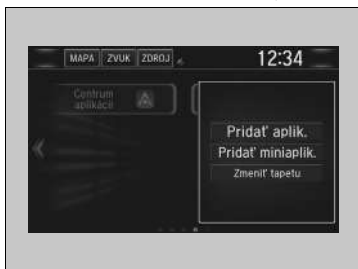 MAPA ZVUK ZDROJ 12:34
Centrum
aplikácií
Pridať aplik.
Pridať miniaplik.
Zmeniť tapetu